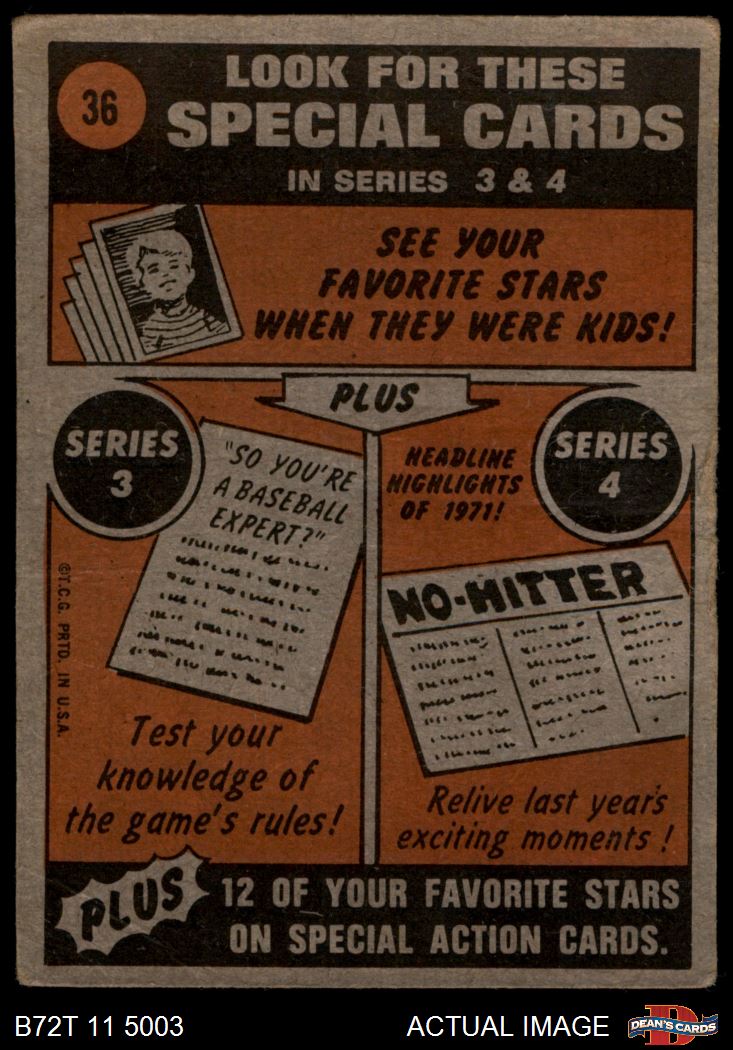 36
LOOK FOR THESE
SPECIAL CARDS
IN SERIES 3 & 4
SEE YOUR
FAVORITE STARS
WHEN THEY WERE KIDS!
PLUS
SERIES
3
"SO YOU'RE
A BASEBALL
EXPERT?"
Test your
knowledge of
the game's rules!
HEADLINE
HIGHLIGHTS
OF 1971!
SERIES
4
NO-HITTER
Relive last year's
exciting moments!
©T.C.G. PRTD. IN U.S.A.
PLUS
12 OF YOUR FAVORITE STARS
ON SPECIAL ACTION CARDS.
B72T 11 5003
ACTUAL IMAGE
D
DEAN'S CARDS